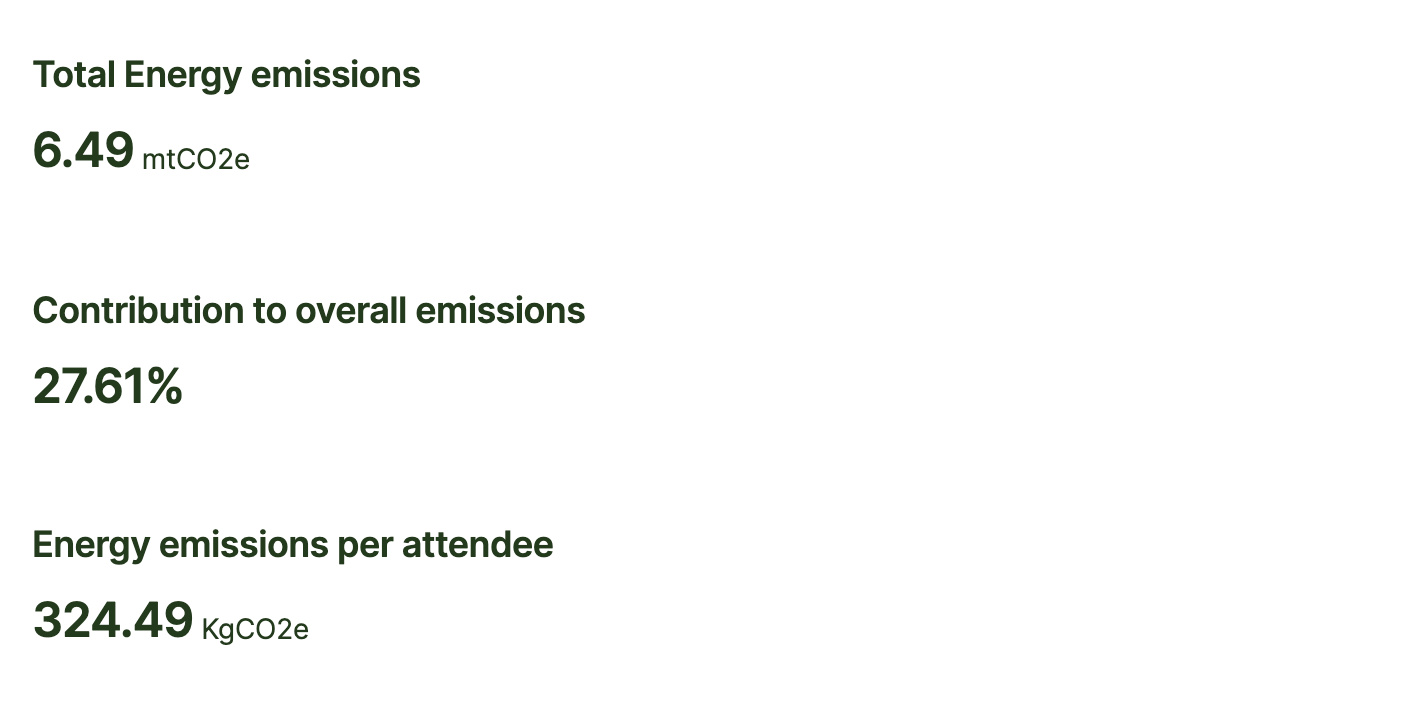 Total Energy emissions
6.49 mtCO2e
Contribution to overall emissions
27.61%
Energy emissions per attendee
324.49 KgCO2e